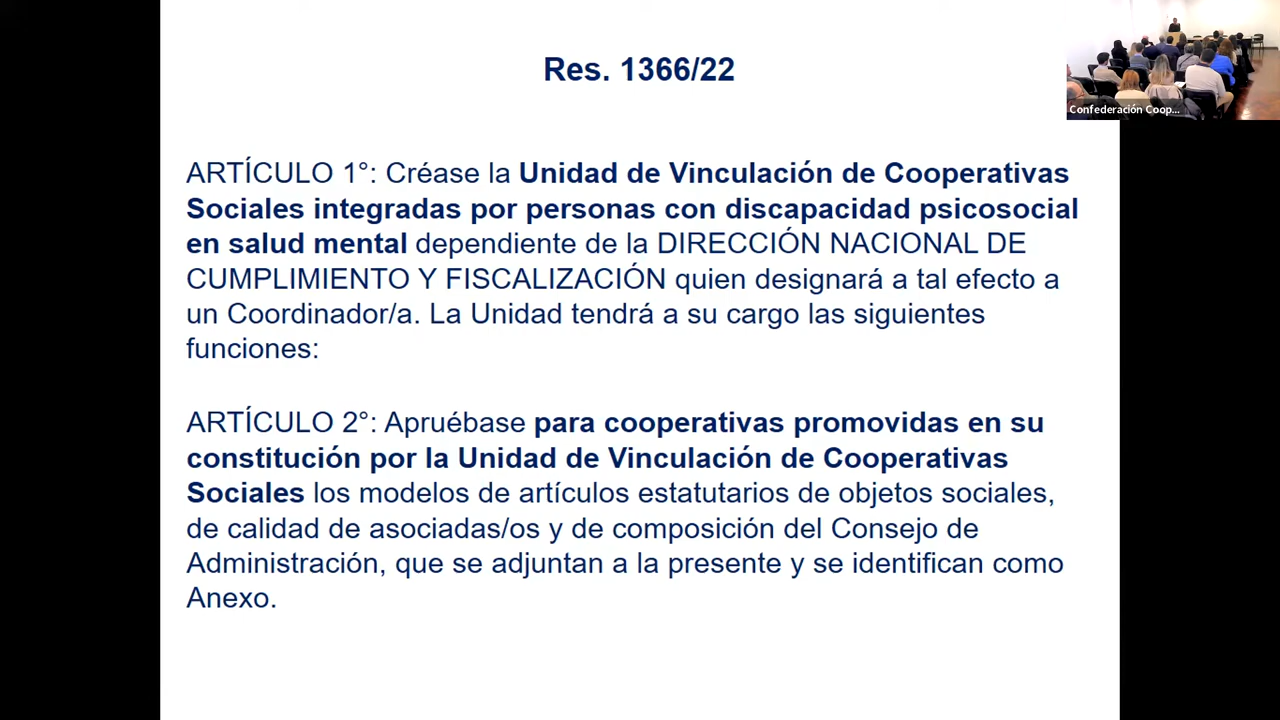 Res. 1366/22
Confederación Coop...
ARTÍCULO 1°: Créase la Unidad de Vinculación de Cooperativas
Sociales integradas por personas con discapacidad psicosocial
en salud mental dependiente de la DIRECCIÓN NACIONAL DE
CUMPLIMIENTO Y FISCALIZACIÓN quien designará a tal efecto a
un Coordinador/a. La Unidad tendrá a su cargo las siguientes
funciones:
ARTÍCULO 2°: Apruébase para cooperativas promovidas en su
constitución por la Unidad de Vinculación de Cooperativas
Sociales los modelos de artículos estatutarios de objetos sociales,
de calidad de asociadas/os y de composición del Consejo de
Administración, que se adjuntan a la presente y se identifican como
Anexo.